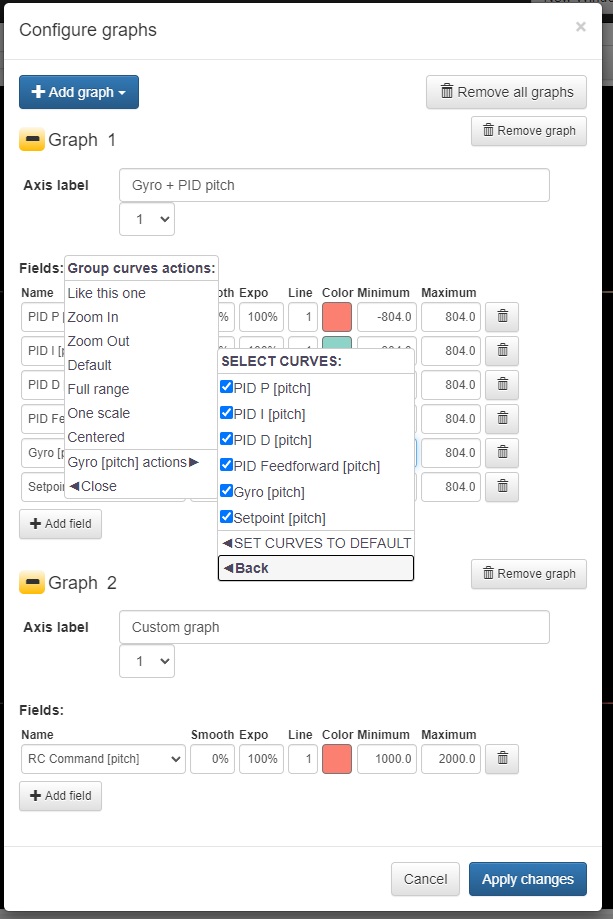 Configure graphs
×
Add graph
Remove all graphs
Graph 1
Remove graph
Axis label
Gyro + PID pitch
1
Fields:
Group curves actions:
Like this one
Zoom In
Zoom Out
Default
Full range
One scale
Centered
Gyro [pitch] actions▶
◀Close
Name
oth Expo Line Color Minimum Maximum
PID P
% 100% 1 -804.0 804.0
PID I [
804.0
PID D
804.0
PID Fe
804.0
Gyro [
804.0
Setpoi
804.0
SELECT CURVES:
PID P [pitch]
PID I [pitch]
PID D [pitch]
PID Feedforward [pitch]
Gyro [pitch]
Setpoint [pitch]
◀SET CURVES TO DEFAULT
◀Back
Add field
Graph 2
Remove graph
Axis label
Custom graph
1
Fields:
Name Smooth Expo Line Color Minimum Maximum
RC Command [pitch] 0% 100% 1 1000.0 2000.0
Add field
Cancel
Apply changes